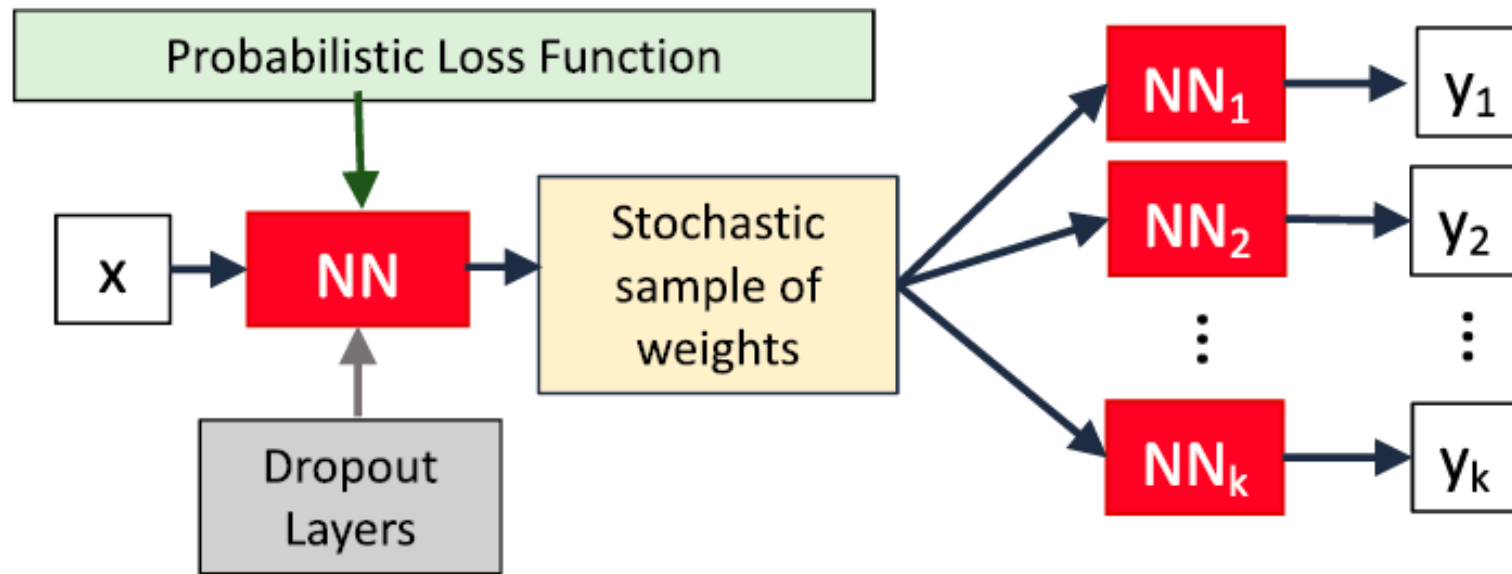 Probabilistic Loss Function
x
NN
Dropout
Layers
Stochastic
sample of
weights
NN₁
y₁
NN₂
y₂
⋮
⋮
NNₖ
yₖ